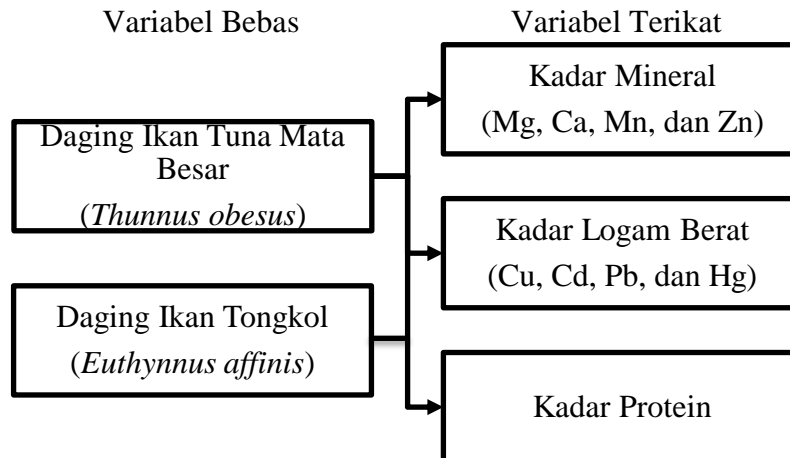 Variabel Bebas
Daging Ikan Tuna Mata
Besar
(Thunnus obesus)
Daging Ikan Tongkol
(Euthynnus affinis)
Variabel Terikat
Kadar Mineral
(Mg, Ca, Mn, dan Zn)
Kadar Logam Berat
(Cu, Cd, Pb, dan Hg)
Kadar Protein